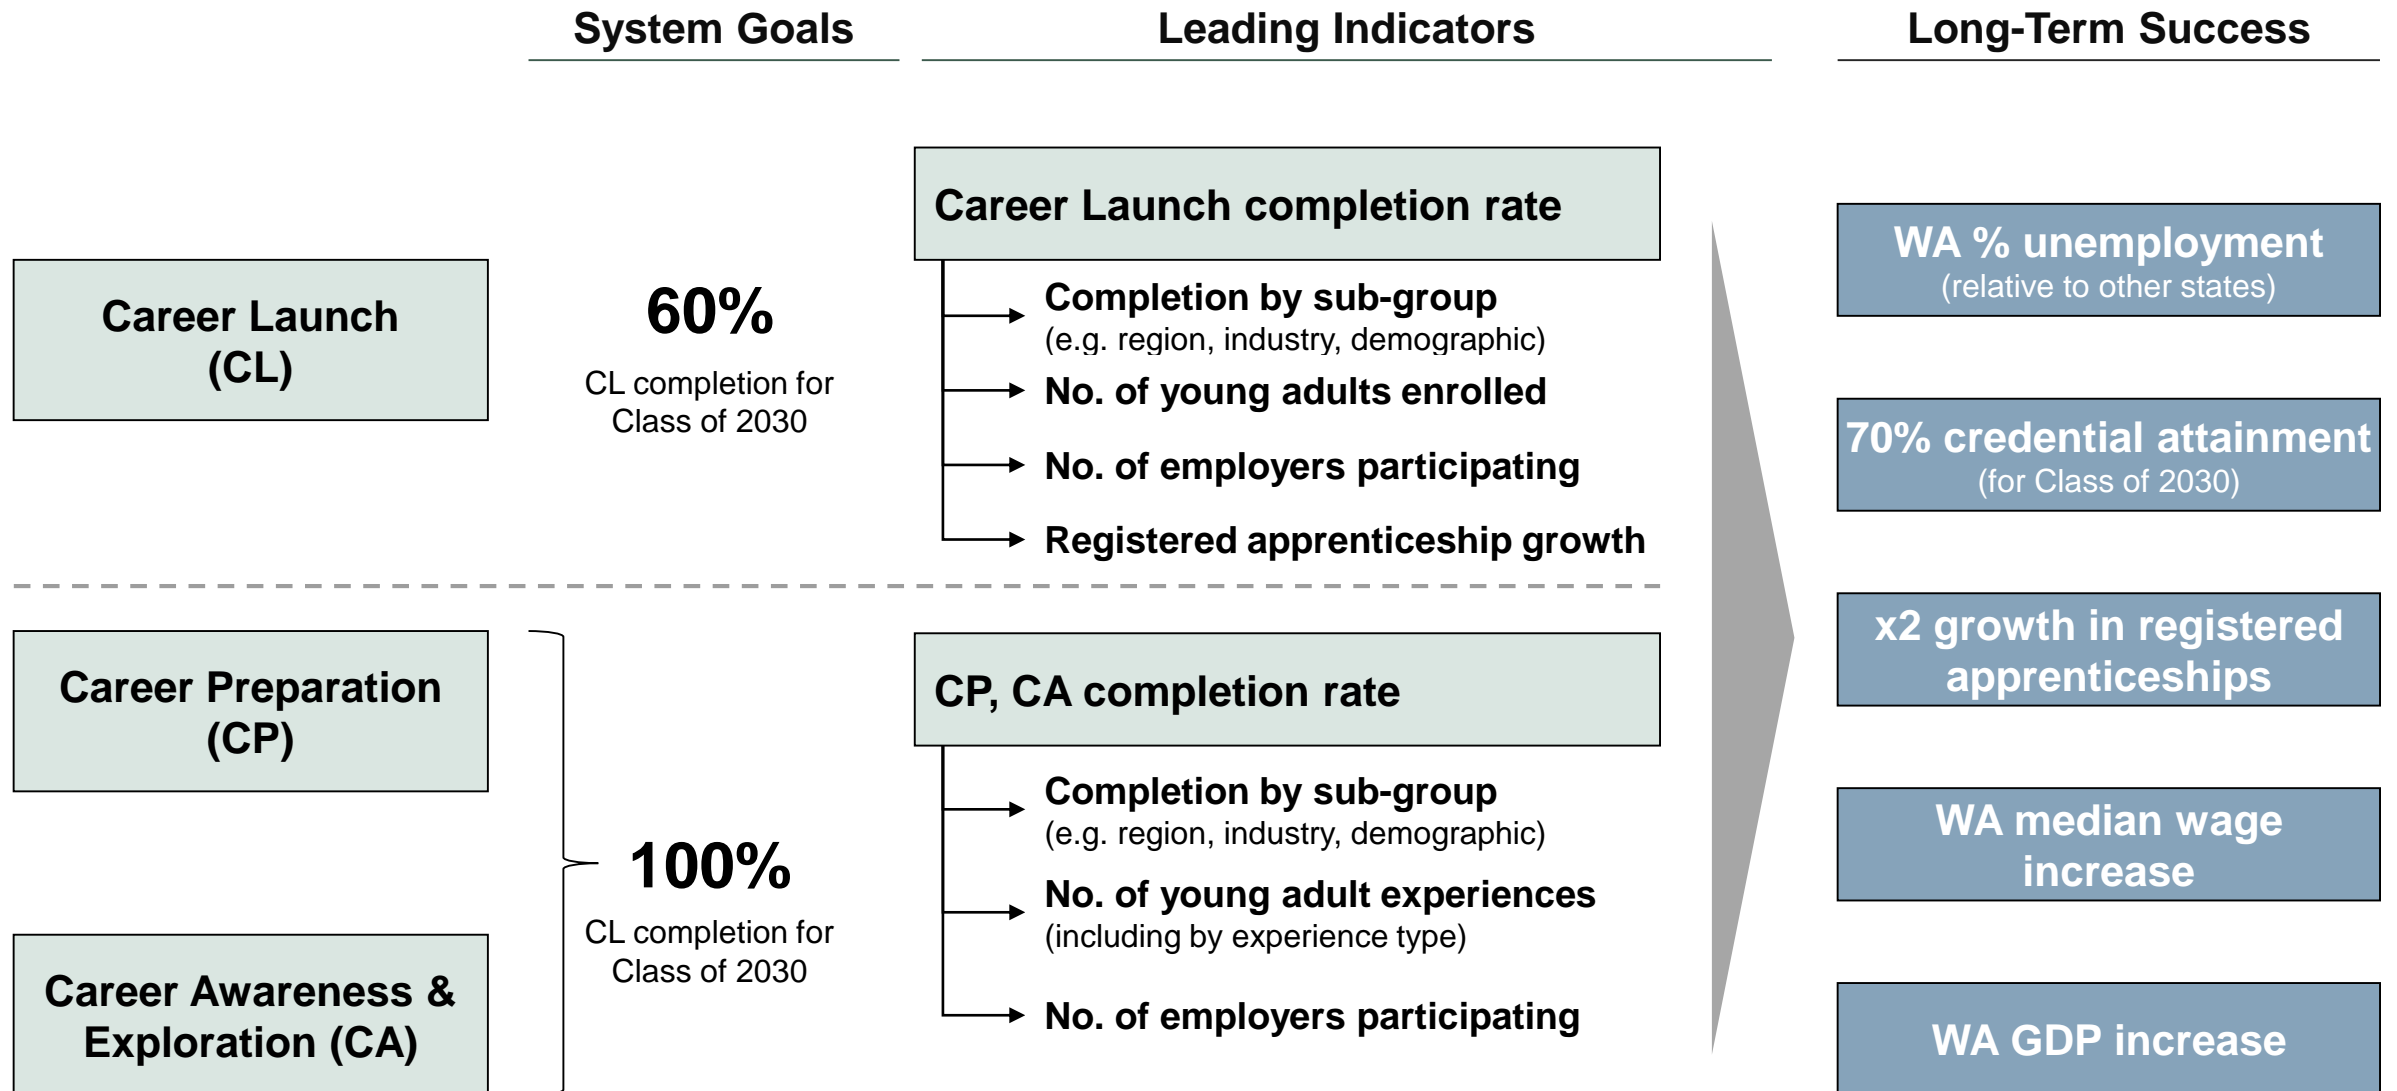 System Goals
Leading Indicators
Long-Term Success
Career Launch
(CL)
60%
CL completion for
Class of 2030
Career Launch completion rate
Completion by sub-group
(e.g. region, industry, demographic)
No. of young adults enrolled
No. of employers participating
Registered apprenticeship growth
Career Preparation
(CP)
Career Awareness &
Exploration (CA)
100%
CL completion for
Class of 2030
CP, CA completion rate
Completion by sub-group
(e.g. region, industry, demographic)
No. of young adult experiences
(including by experience type)
No. of employers participating
WA % unemployment
(relative to other states)
70% credential attainment
(for Class of 2030)
x2 growth in registered
apprenticeships
WA median wage
increase
WA GDP increase